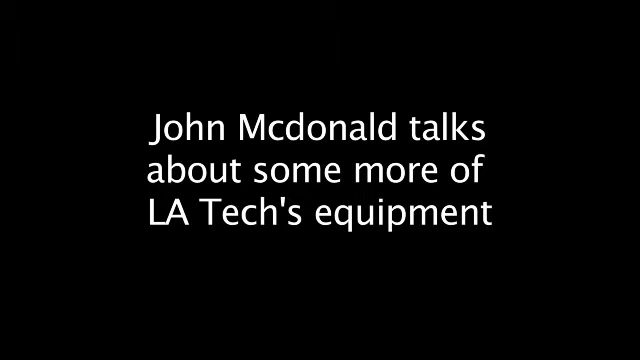 John Mcdonald talks
about some more of
LA Tech's equipment